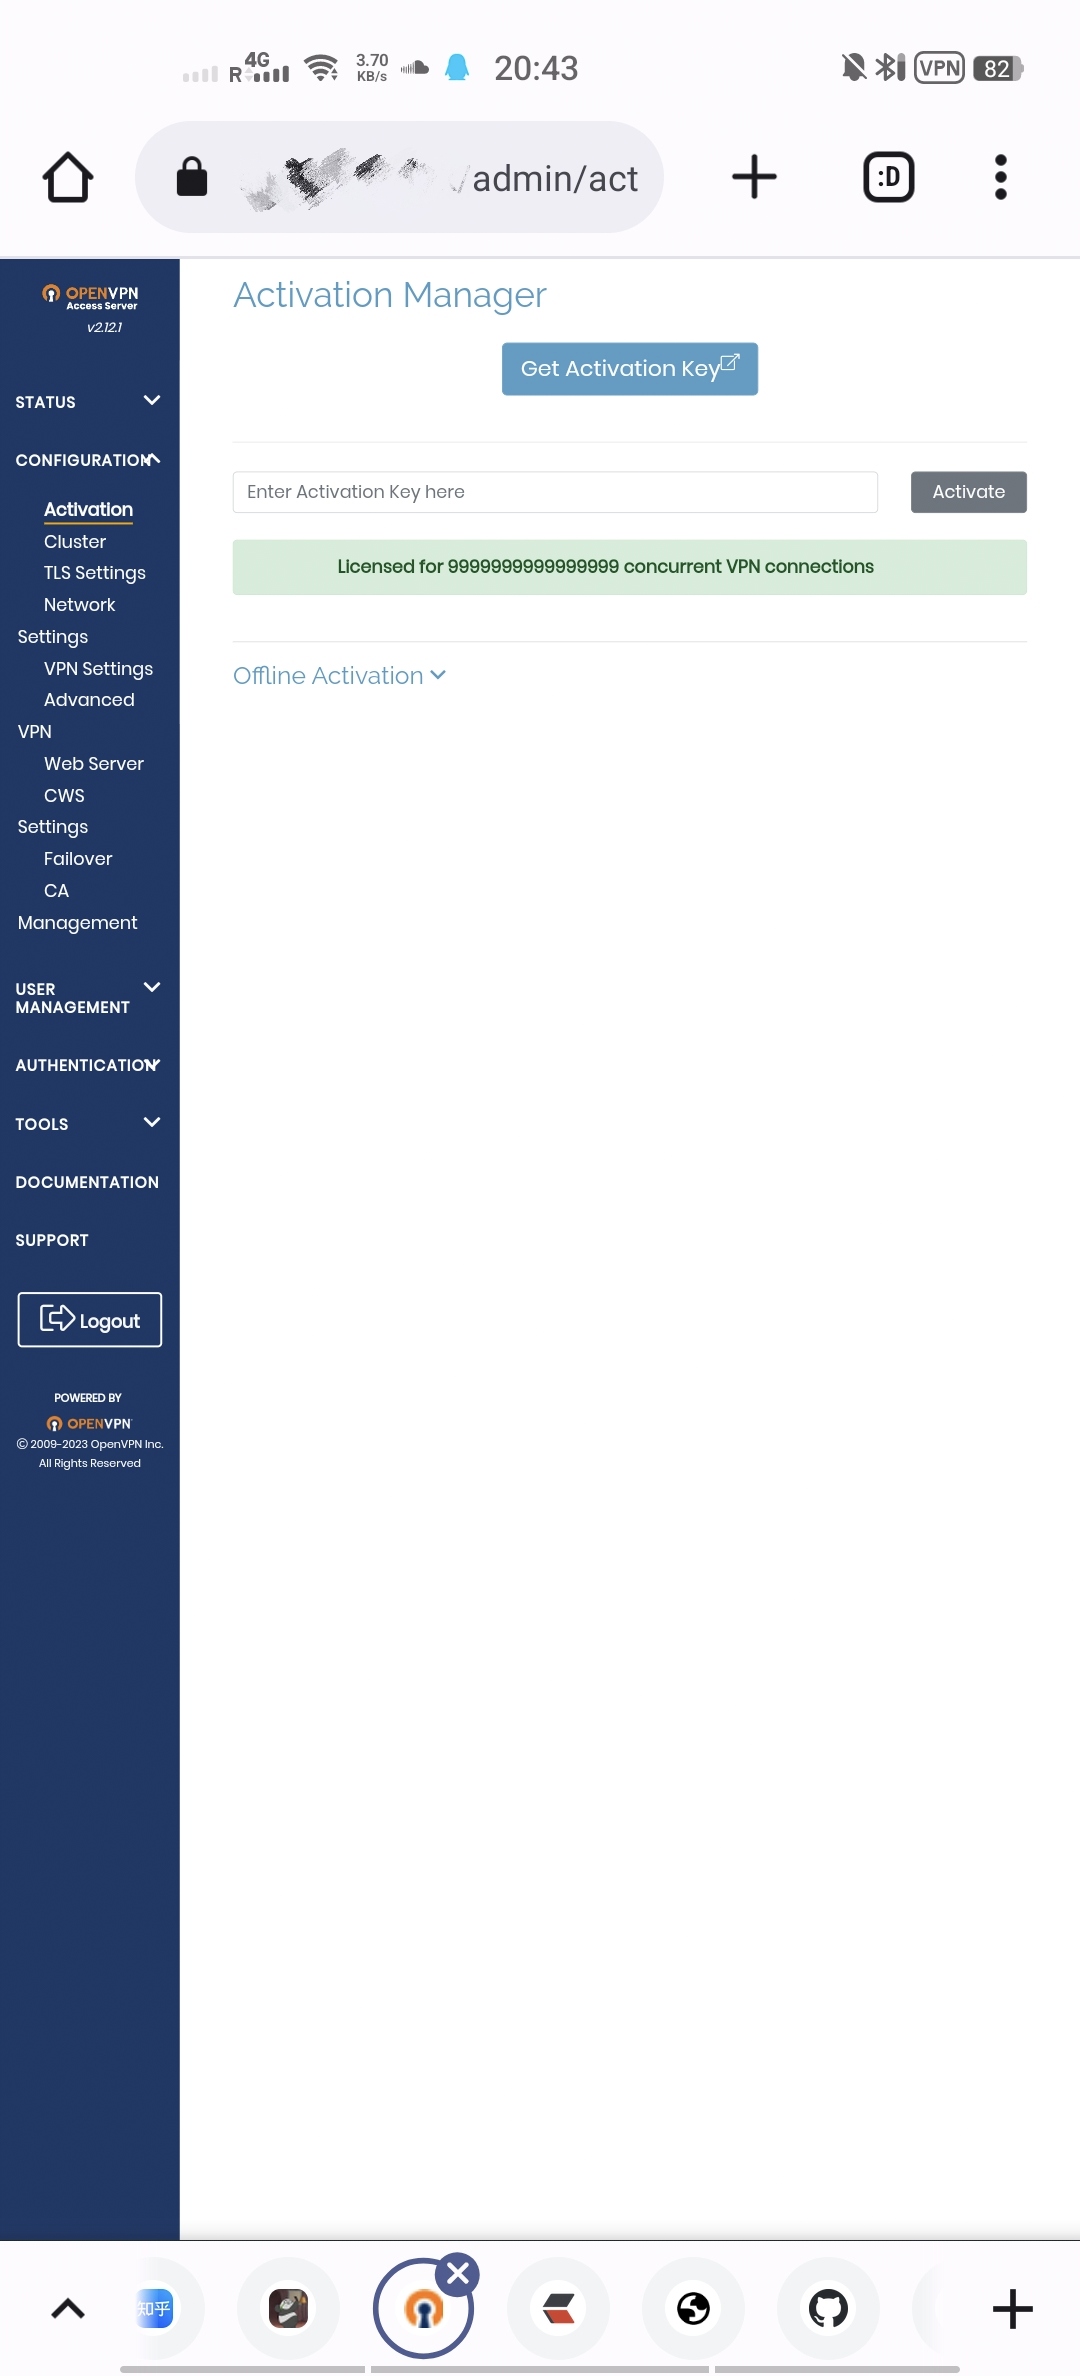 R 4G 3.70 KB/s 20:43 VPN 82
/admin/act :D
OPENVPN
Access Server
v2.12.1
STATUS
CONFIGURATION
Activation
Cluster
TLS Settings
Network
Settings
VPN Settings
Advanced
VPN
Web Server
CWS
Settings
Failover
CA
Management
USER
MANAGEMENT
AUTHENTICATION
TOOLS
DOCUMENTATION
SUPPORT
Logout
POWERED BY
OPENVPN
© 2009-2023 OpenVPN Inc.
All Rights Reserved
Activation Manager
Get Activation Key
Enter Activation Key here
Activate
Licensed for 9999999999999999 concurrent VPN connections
Offline Activation
知乎